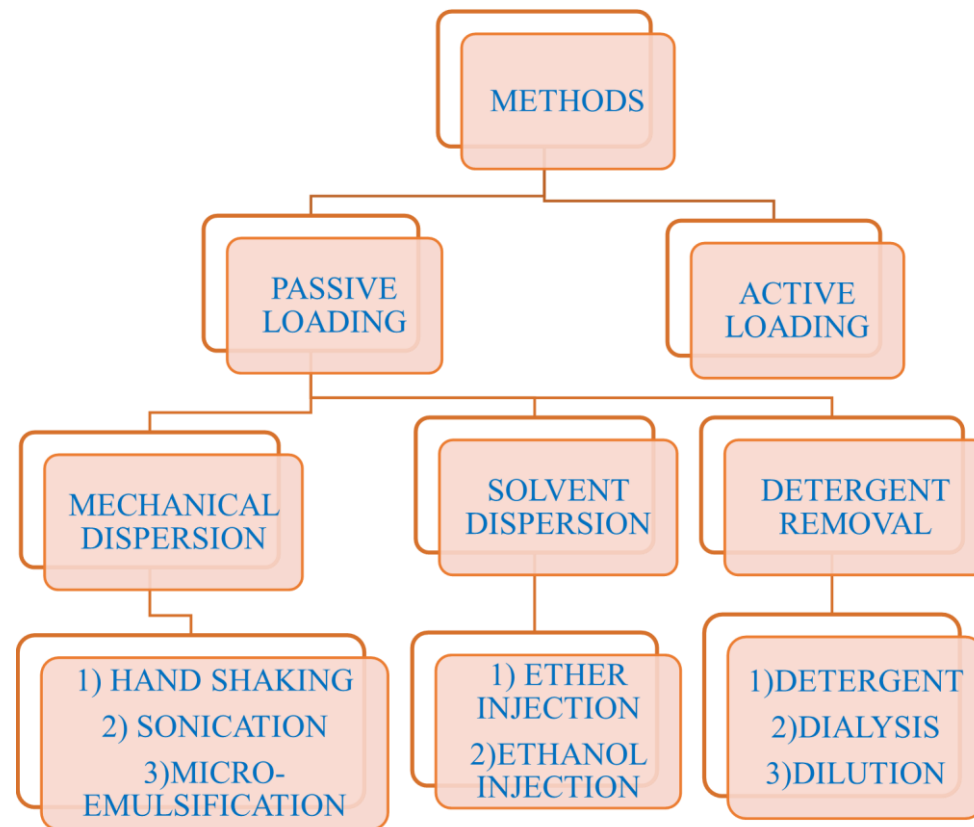 METHODS
PASSIVE
LOADING
ACTIVE
LOADING
MECHANICAL
DISPERSION
SOLVENT
DISPERSION
DETERGENT
REMOVAL
1) HAND SHAKING
2) SONICATION
3)MICRO-
EMULSIFICATION
1) ETHER
INJECTION
2)ETHANOL
INJECTION
1)DETERGENT
2)DIALYSIS
3)DILUTION